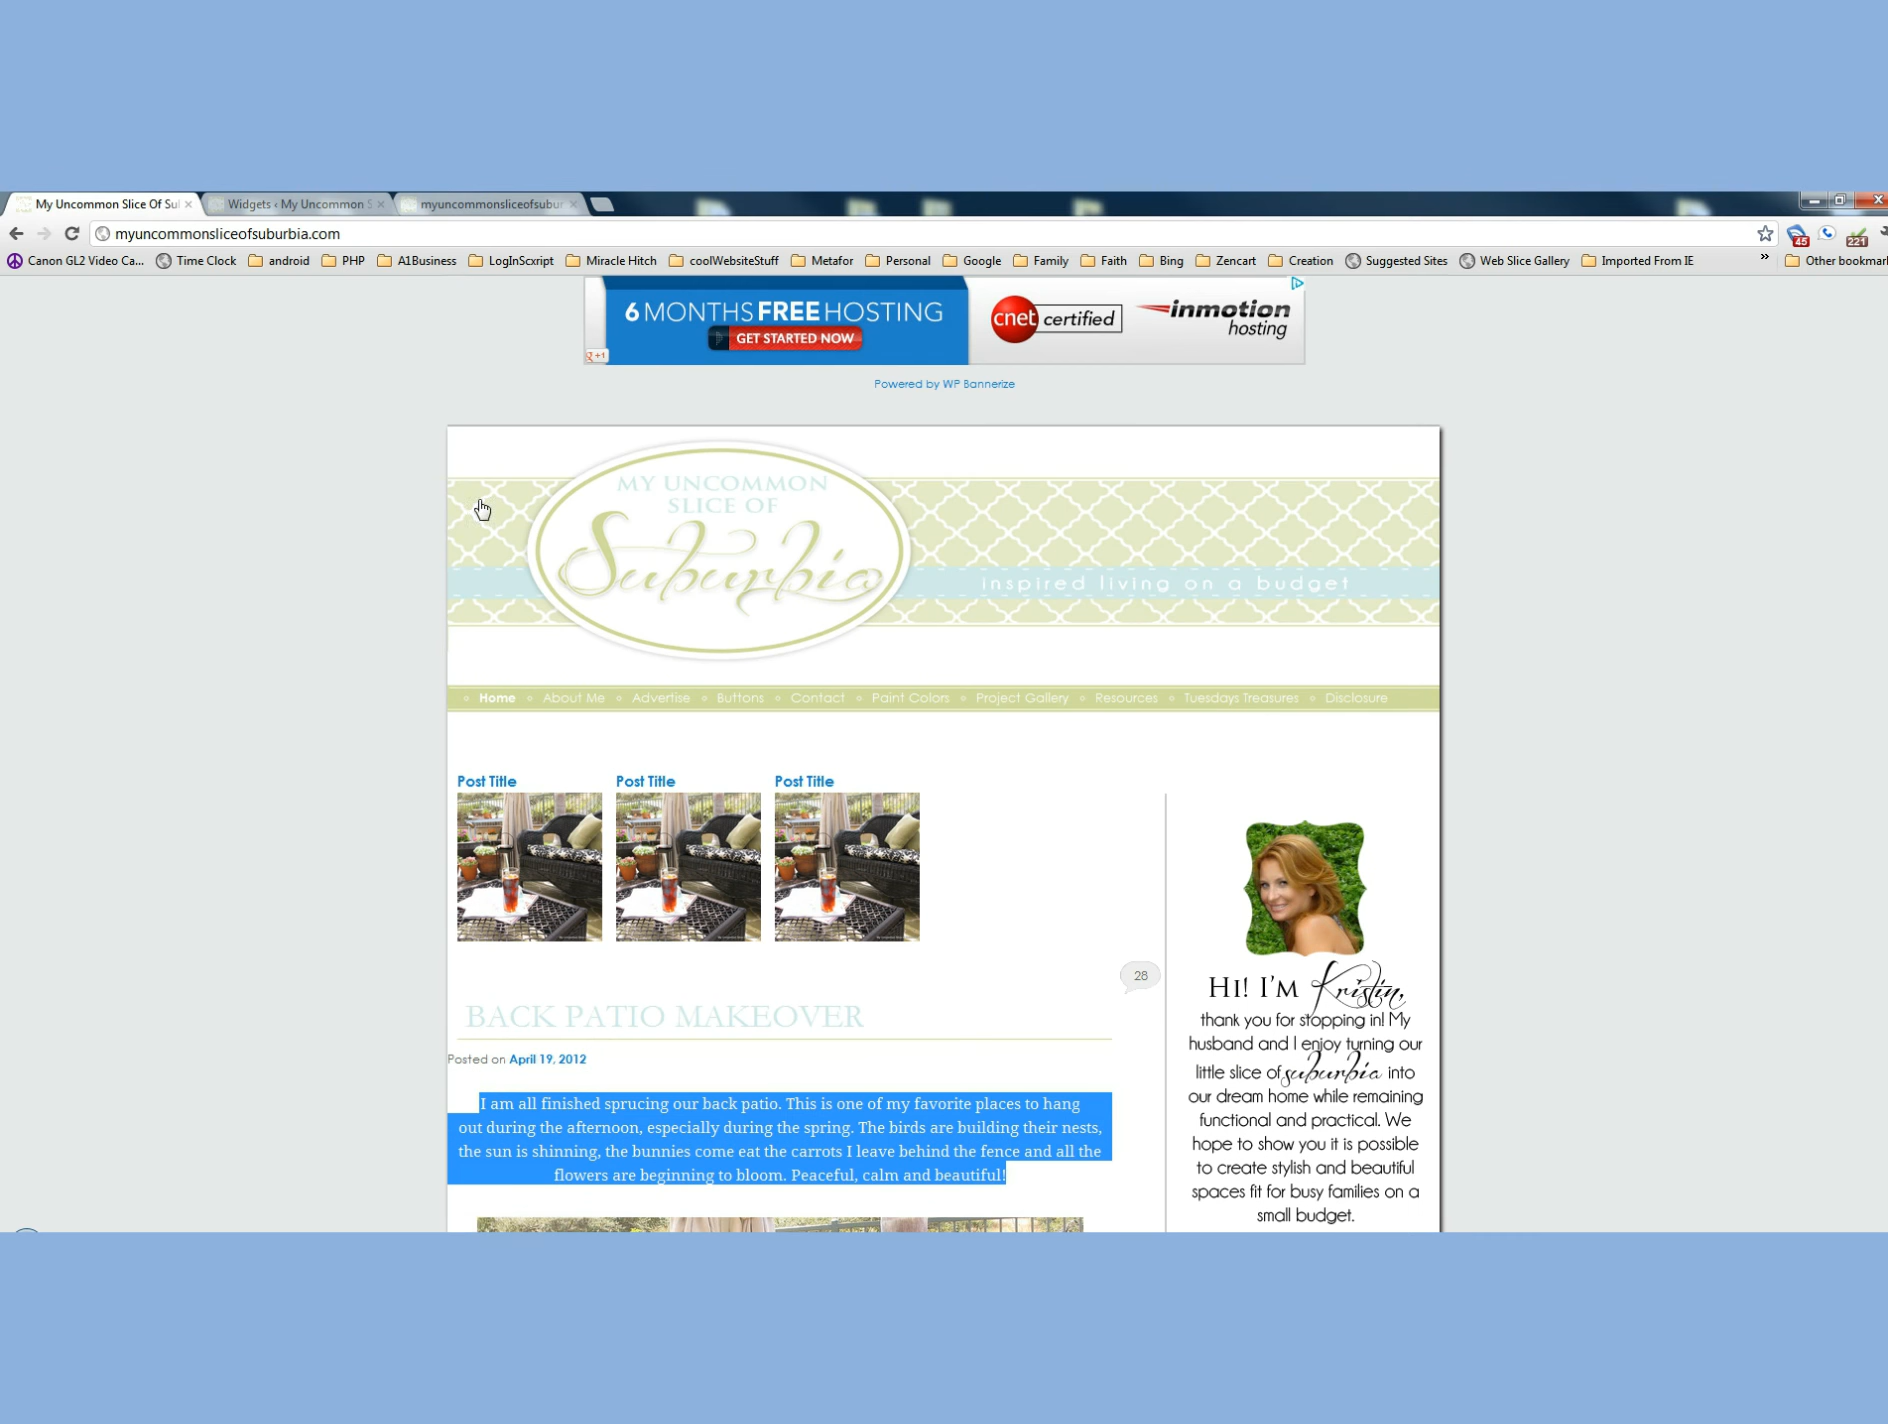 My Uncommon Slice Of Su
Widgets ‹ My Uncommon S
myuncommonsliceofsubur
myuncommonsliceofsuburbia.com
45
221
Canon GL2 Video Ca... Time Clock android PHP A1Business LogInScxript Miracle Hitch coolWebsiteStuff Metafor Personal Google Family Faith Bing Zencart Creation Suggested Sites Web Slice Gallery Imported From IE » Other bookmar
6 MONTHS FREE HOSTING
GET STARTED NOW
g +1
cnet certified
inmotion
hosting
Powered by WP Bannerize
MY UNCOMMON
SLICE OF
Suburbia
inspired living on a budget
Home About Me Advertise Buttons Contact Paint Colors Project Gallery Resources Tuesdays Treasures Disclosure
Post Title Post Title Post Title
28
BACK PATIO MAKEOVER
Posted on April 19, 2012
I am all finished sprucing our back patio. This is one of my favorite places to hang
out during the afternoon, especially during the spring. The birds are building their nests,
the sun is shinning, the bunnies come eat the carrots I leave behind the fence and all the
flowers are beginning to bloom. Peaceful, calm and beautiful!
Hi! I'm Kristin,
thank you for stopping in! My
husband and I enjoy turning our
little slice of suburbia into
our dream home while remaining
functional and practical. We
hope to show you it is possible
to create stylish and beautiful
spaces fit for busy families on a
small budget.